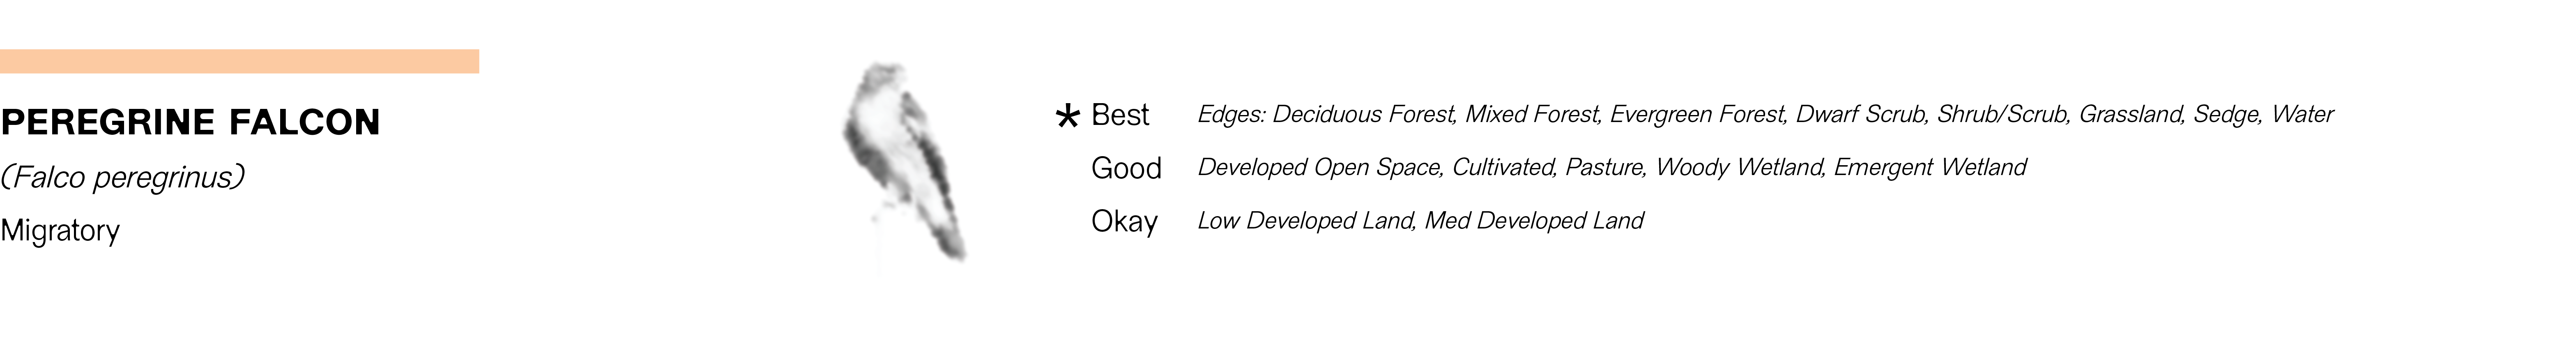 PEREGRINE FALCON
(Falco peregrinus)
Migratory
* Best Edges: Deciduous Forest, Mixed Forest, Evergreen Forest, Dwarf Scrub, Shrub/Scrub, Grassland, Sedge, Water
Good Developed Open Space, Cultivated, Pasture, Woody Wetland, Emergent Wetland
Okay Low Developed Land, Med Developed Land